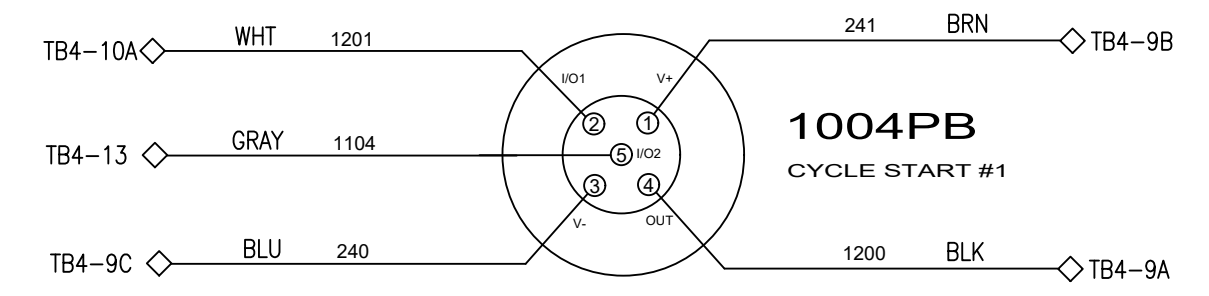 TB4-10A WHT 1201
241 BRN TB4-9B
I/O1 V+
2 1
1004PB
TB4-13 GRAY 1104
5 I/O2
CYCLE START #1
3 4
V- OUT
TB4-9C BLU 240
1200 BLK TB4-9A